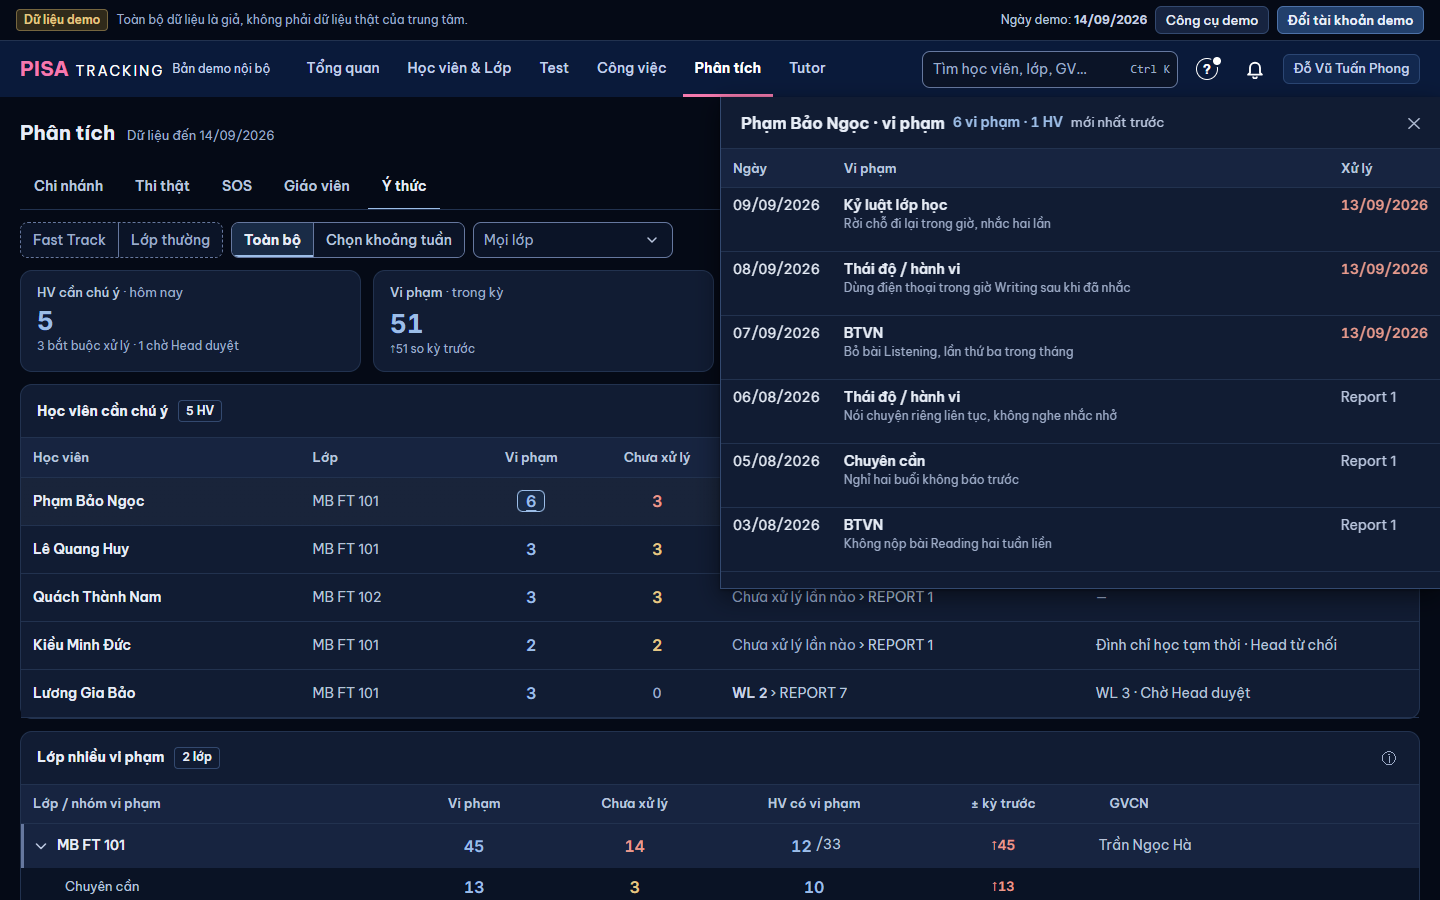 Dữ liệu demo Toàn bộ dữ liệu là giả, không phải dữ liệu thật của trung tâm. Ngày demo: 14/09/2026 Công cụ demo Đổi tài khoản demo
PISA TRACKING Bản demo nội bộ Tổng quan Học viên & Lớp Test Công việc Phân tích Tutor Tìm học viên, lớp, GV... Ctrl K ? Đỗ Vũ Tuấn Phong
Phân tích Dữ liệu đến 14/09/2026
Chi nhánh Thi thật SOS Giáo viên Ý thức
Fast Track Lớp thường Toàn bộ Chọn khoảng tuần Mọi lớp
HV cần chú ý · hôm nay
5
3 bắt buộc xử lý · 1 chờ Head duyệt
Vi phạm · trong kỳ
51
↑51 so kỳ trước
Học viên cần chú ý 5 HV
Học viên Lớp Vi phạm Chưa xử lý
Phạm Bảo Ngọc MB FT 101 6 3
Lê Quang Huy MB FT 101 3 3
Quách Thành Nam MB FT 102 3 3 Chưa xử lý lần nào › REPORT 1 –
Kiều Minh Đức MB FT 101 2 2 Chưa xử lý lần nào › REPORT 1 Đình chỉ học tạm thời · Head từ chối
Lương Gia Bảo MB FT 101 3 0 WL 2 › REPORT 7 WL 3 · Chờ Head duyệt
Phạm Bảo Ngọc · vi phạm 6 vi phạm · 1 HV mới nhất trước
Ngày Vi phạm Xử lý
09/09/2026 Kỷ luật lớp học 13/09/2026
Rời chỗ đi lại trong giờ, nhắc hai lần
08/09/2026 Thái độ / hành vi 13/09/2026
Dùng điện thoại trong giờ Writing sau khi đã nhắc
07/09/2026 BTVN 13/09/2026
Bỏ bài Listening, lần thứ ba trong tháng
06/08/2026 Thái độ / hành vi Report 1
Nói chuyện riêng liên tục, không nghe nhắc nhở
05/08/2026 Chuyên cần Report 1
Nghỉ hai buổi không báo trước
03/08/2026 BTVN Report 1
Không nộp bài Reading hai tuần liền
Lớp nhiều vi phạm 2 lớp
Lớp / nhóm vi phạm Vi phạm Chưa xử lý HV có vi phạm ± kỳ trước GVCN
MB FT 101 45 14 12 /33 ↑45 Trần Ngọc Hà
Chuyên cần 13 3 10 ↑13